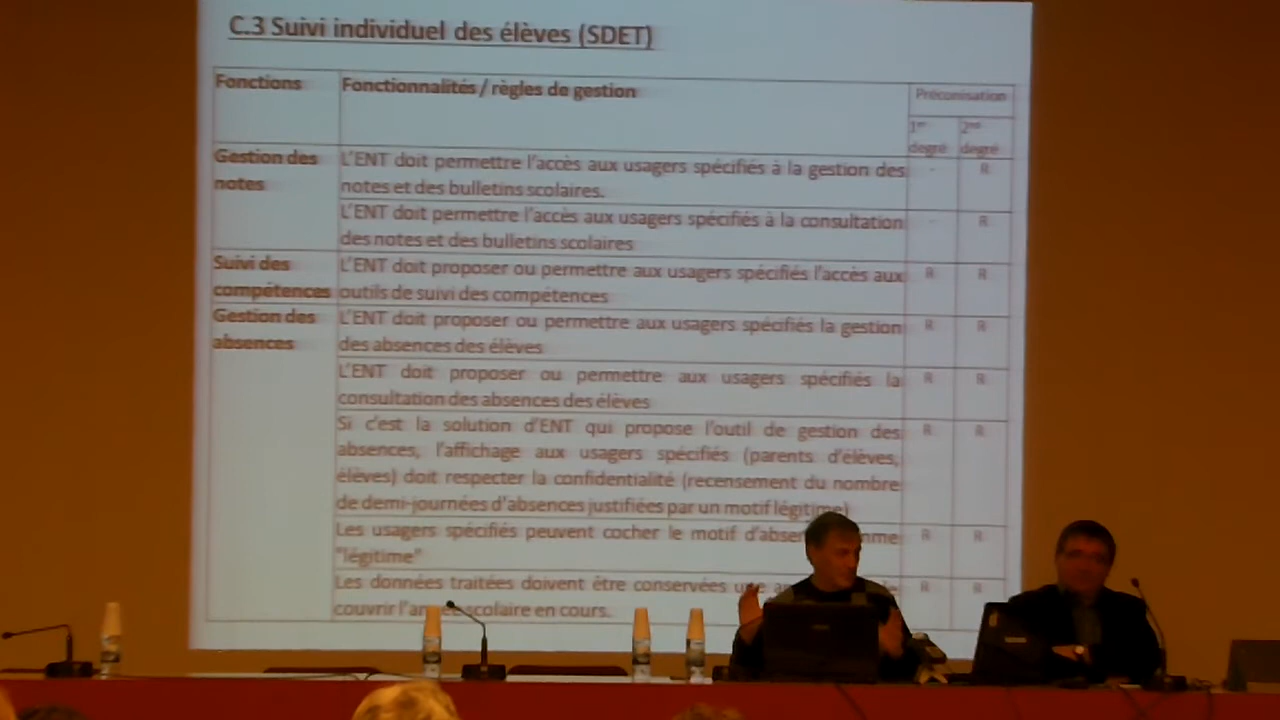 C.3 Suivi individuel des élèves (SDET)
Fonctions
Fonctionnalités / règles de gestion
Préconisation
1er degré
2nd degré
Gestion des notes
L'ENT doit permettre l'accès aux usagers spécifiés à la gestion des
notes et des bulletins scolaires.
- R
L'ENT doit permettre l'accès aux usagers spécifiés à la consultation
des notes et des bulletins scolaires
- R
Suivi des compétences
L'ENT doit proposer ou permettre aux usagers spécifiés l'accès aux
outils de suivi des compétences
R R
Gestion des absences
L'ENT doit proposer ou permettre aux usagers spécifiés la gestion
des absences des élèves
R R
L'ENT doit proposer ou permettre aux usagers spécifiés la
consultation des absences des élèves
R R
Si c'est la solution d'ENT qui propose l'outil de gestion des
absences, l'affichage aux usagers spécifiés (parents d'élèves,
élèves) doit respecter la confidentialité (recensement du nombre
de demi-journées d'absences justifiées par un motif légitime)
R R
Les usagers spécifiés peuvent cocher le motif
"légitime"
R R
Les données traitées doivent être conservées
couvrir l'année scolaire en cours.
R R